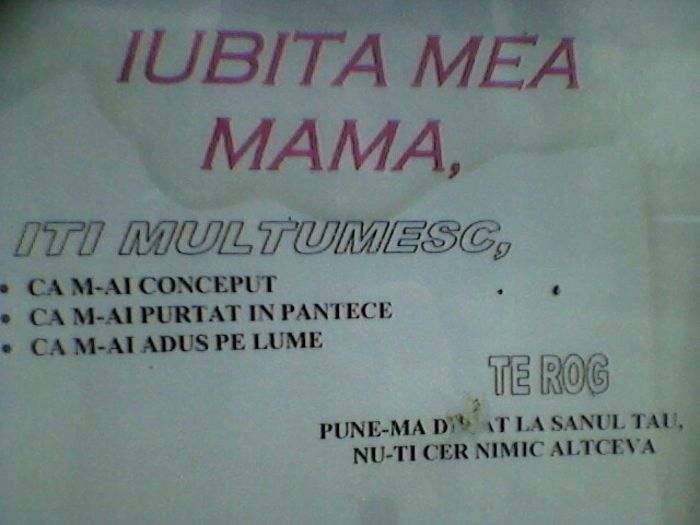 IUBITA MEA
MAMA,
ITI MULTUMESC,
• CA M-AI CONCEPUT
• CA M-AI PURTAT IN PANTECE
• CA M-AI ADUS PE LUME
TE ROG
PUNE-MA LA SANUL TAU,
NU-TI CER NIMIC ALTCEVA